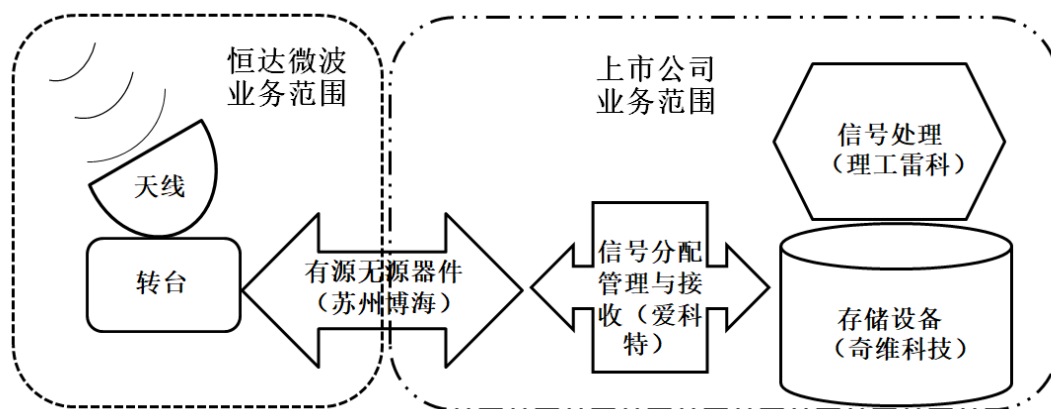 恒达微波
业务范围
天线
转台
有源无源器件
（苏州博海）
上市公司
业务范围
信号分配
管理与接
收（爱科
特）
信号处理
（理工雷科）
存储设备
（奇维科技）